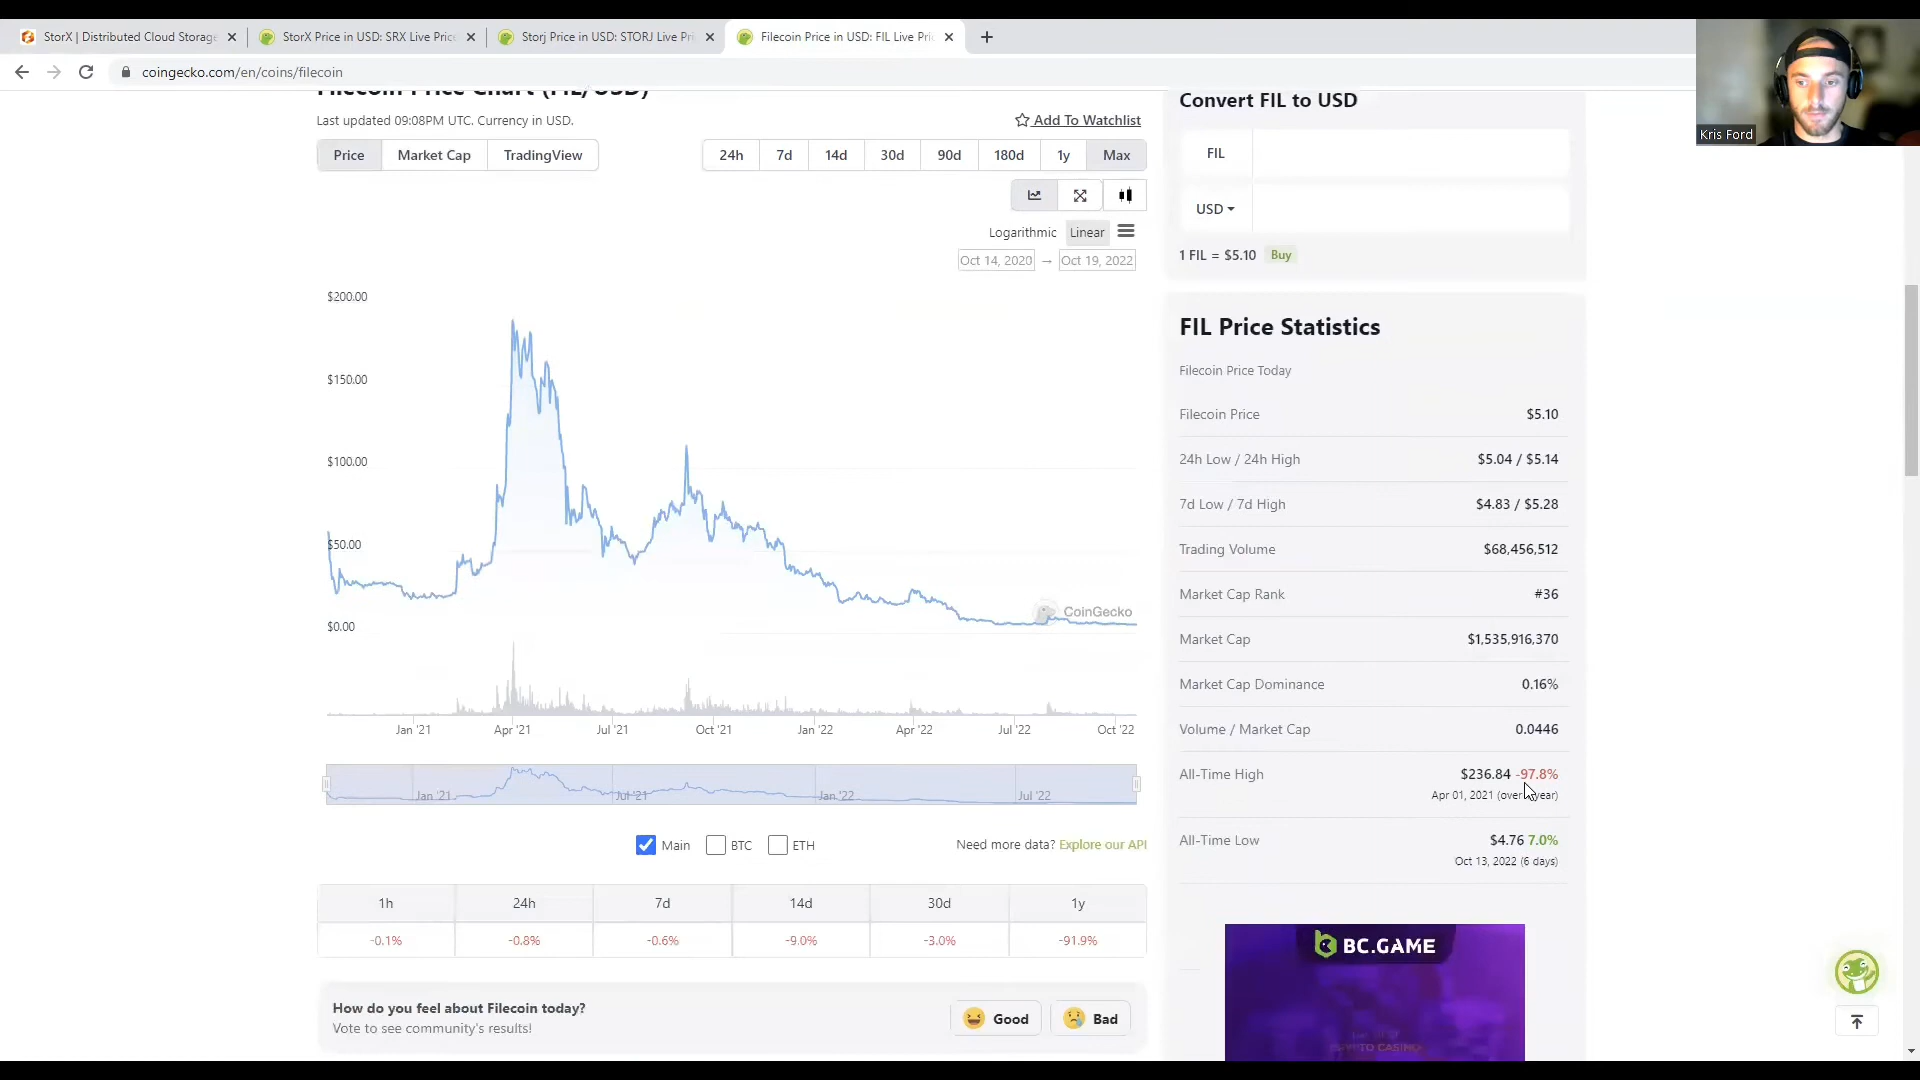 StorX | Distributed Cloud Storage
StorX Price in USD: SRX Live Price
Storj Price in USD: STORJ Live Pri
Filecoin Price in USD: FIL Live Pric
coingecko.com/en/coins/filecoin
Kris Ford
Filecoin Price Chart (FIL/USD)
Last updated 09:08PM UTC. Currency in USD.
Add To Watchlist
Price Market Cap TradingView
24h 7d 14d 30d 90d 180d 1y Max
Logarithmic Linear
Oct 14, 2020 → Oct 19, 2022
$200.00
$150.00
$100.00
$50.00
$0.00
CoinGecko
Jan '21 Apr '21 Jul '21 Oct '21 Jan '22 Apr '22 Jul '22 Oct '22
Jan '21 Jul '21 Jan '22 Jul '22
Main BTC ETH
Need more data? Explore our API
1h 24h 7d 14d 30d 1y
-0.1% -0.8% -0.6% -9.0% -3.0% -91.9%
How do you feel about Filecoin today?
Vote to see community's results!
Good Bad
Convert FIL to USD
FIL
USD
1 FIL = $5.10 Buy
FIL Price Statistics
Filecoin Price Today
Filecoin Price $5.10
24h Low / 24h High $5.04 / $5.14
7d Low / 7d High $4.83 / $5.28
Trading Volume $68,456,512
Market Cap Rank #36
Market Cap $1,535,916,370
Market Cap Dominance 0.16%
Volume / Market Cap 0.0446
All-Time High $236.84 -97.8%
Apr 01, 2021 (over year)
All-Time Low $4.76 7.0%
Oct 13, 2022 (6 days)
BC.GAME
CRYPTO CASINO